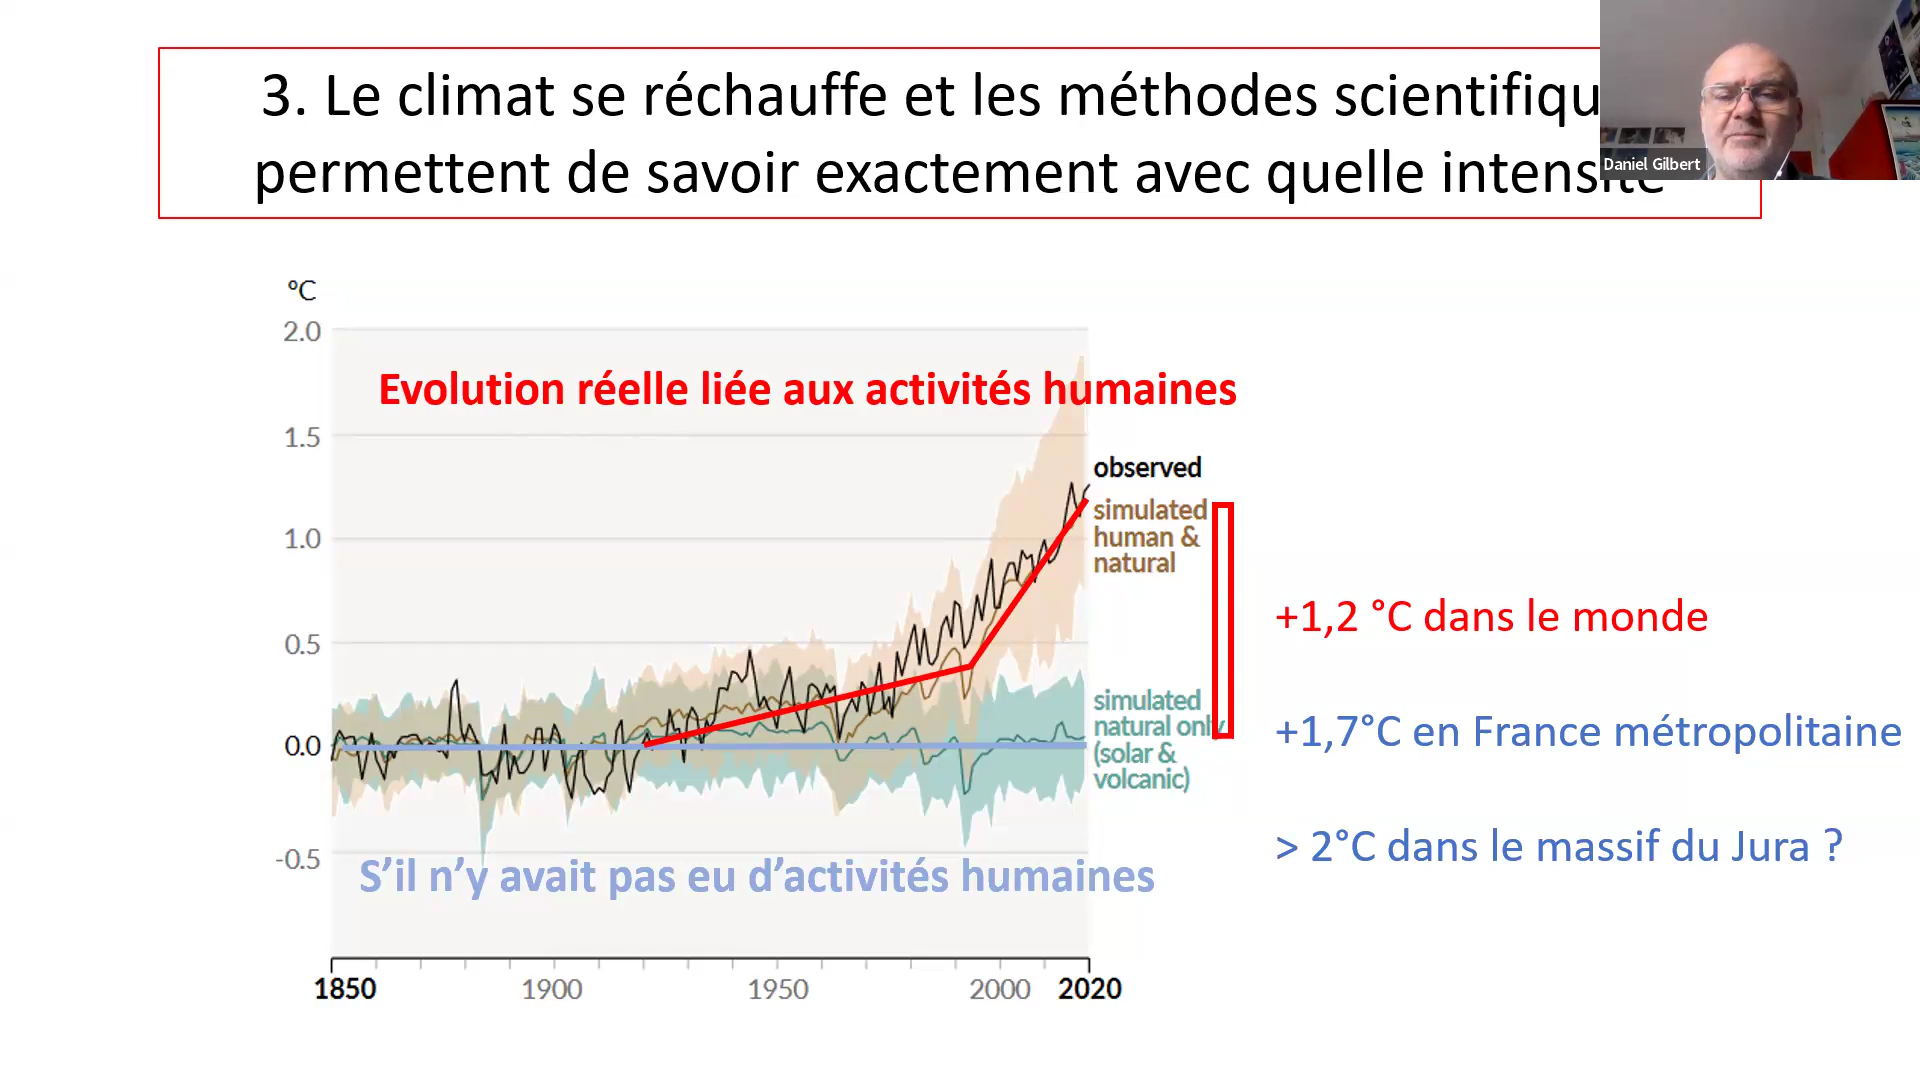 3. Le climat se réchauffe et les méthodes scientifiqu
permettent de savoir exactement avec quelle intensité
Daniel Gilbert
°C
2.0
1.5
1.0
0.5
0.0
-0.5
Evolution réelle liée aux activités humaines
observed
simulated
human &
natural
simulated
natural only
(solar &
volcanic)
S’il n’y avait pas eu d’activités humaines
1850
1900
1950
2000
2020
+1,2 °C dans le monde
+1,7°C en France métropolitaine
> 2°C dans le massif du Jura ?